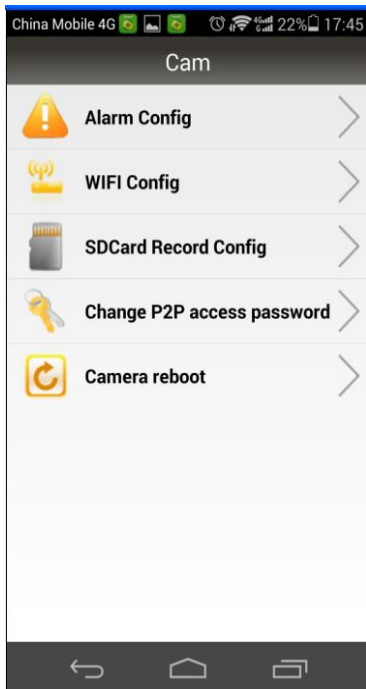 China Mobile 4G 22% 17:45
Cam
Alarm Config
WIFI Config
SDCard Record Config
Change P2P access password
Camera reboot